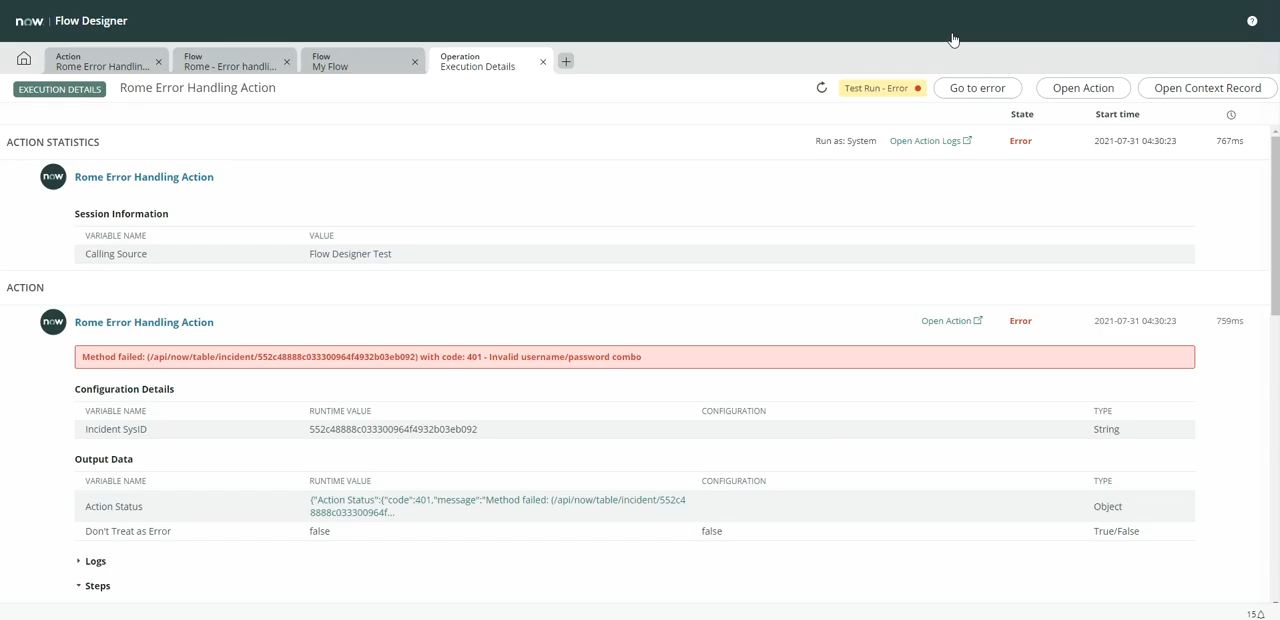 now | Flow Designer
?
Action
Rome Error Handlin... ×
Flow
Rome - Error handli... ×
Flow
My Flow ×
Operation
Execution Details ×
+
EXECUTION DETAILS Rome Error Handling Action Test Run - Error Go to error Open Action Open Context Record
State Start time
ACTION STATISTICS Run as: System Open Action Logs Error 2021-07-31 04:30:23 767ms
now Rome Error Handling Action
Session Information
VARIABLE NAME VALUE
Calling Source Flow Designer Test
ACTION
now Rome Error Handling Action Open Action Error 2021-07-31 04:30:23 759ms
Method failed: (/api/now/table/incident/552c48888c033300964f4932b03eb092) with code: 401 - Invalid username/password combo
Configuration Details
VARIABLE NAME RUNTIME VALUE CONFIGURATION TYPE
Incident SysID 552c48888c033300964f4932b03eb092 String
Output Data
VARIABLE NAME RUNTIME VALUE CONFIGURATION TYPE
Action Status {"Action Status":{"code":401,"message":"Method failed: (/api/now/table/incident/552c4
8888c033300964f... Object
Don't Treat as Error false false True/False
Logs
Steps
15